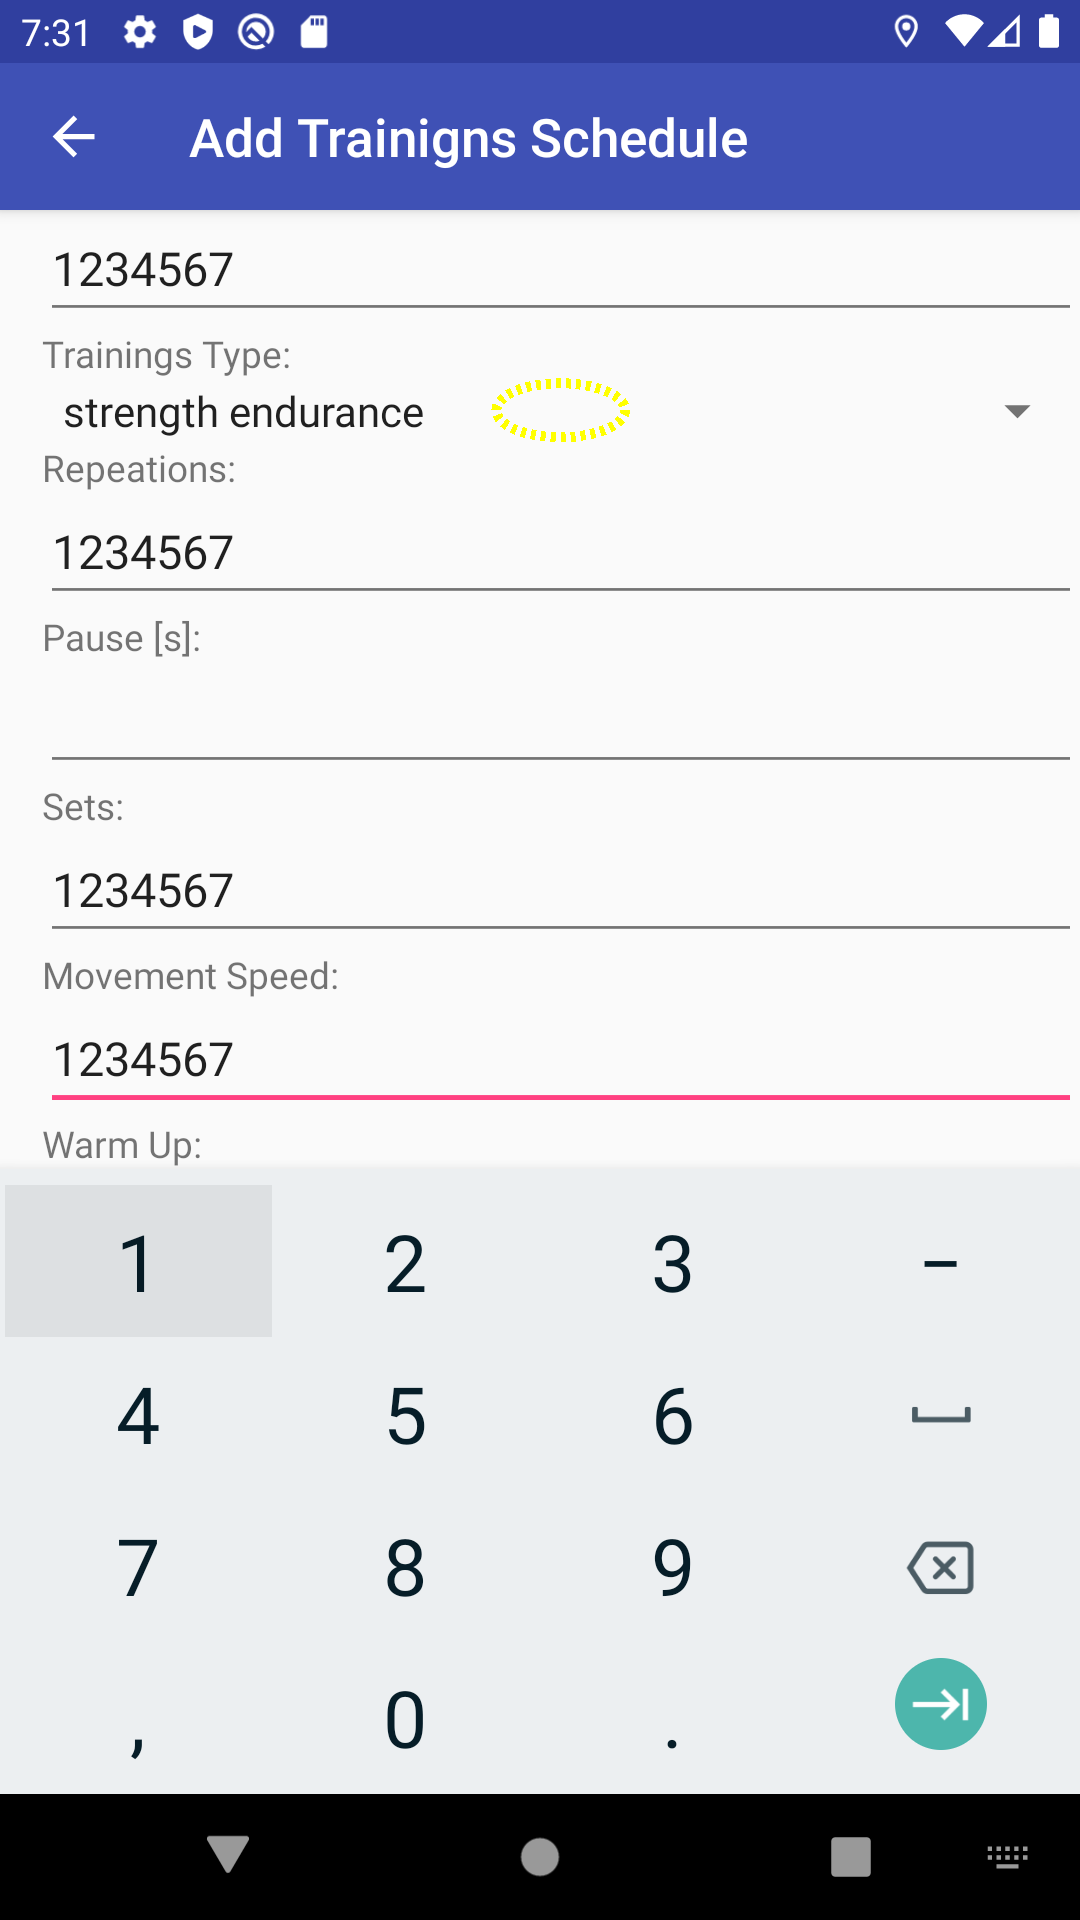 7:31
Add Trainigns Schedule
1234567
Trainings Type:
strength endurance
Repeations:
1234567
Pause [s]:
Sets:
1234567
Movement Speed:
1234567
Warm Up:
1 2 3 –
4 5 6
7 8 9
, 0 .